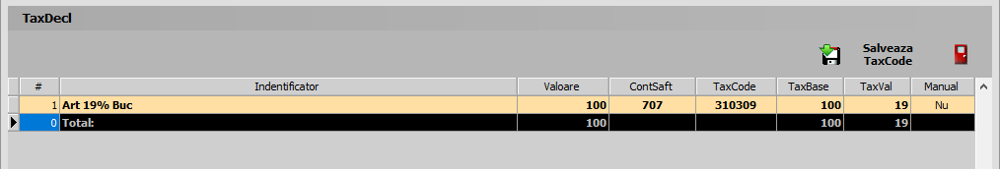 TaxDecl
Salveaza
TaxCode
# Indentificator Valoare ContSaft TaxCode TaxBase TaxVal Manual
1 Art 19% Buc 100 707 310309 100 19 Nu
0 Total: 100 100 19